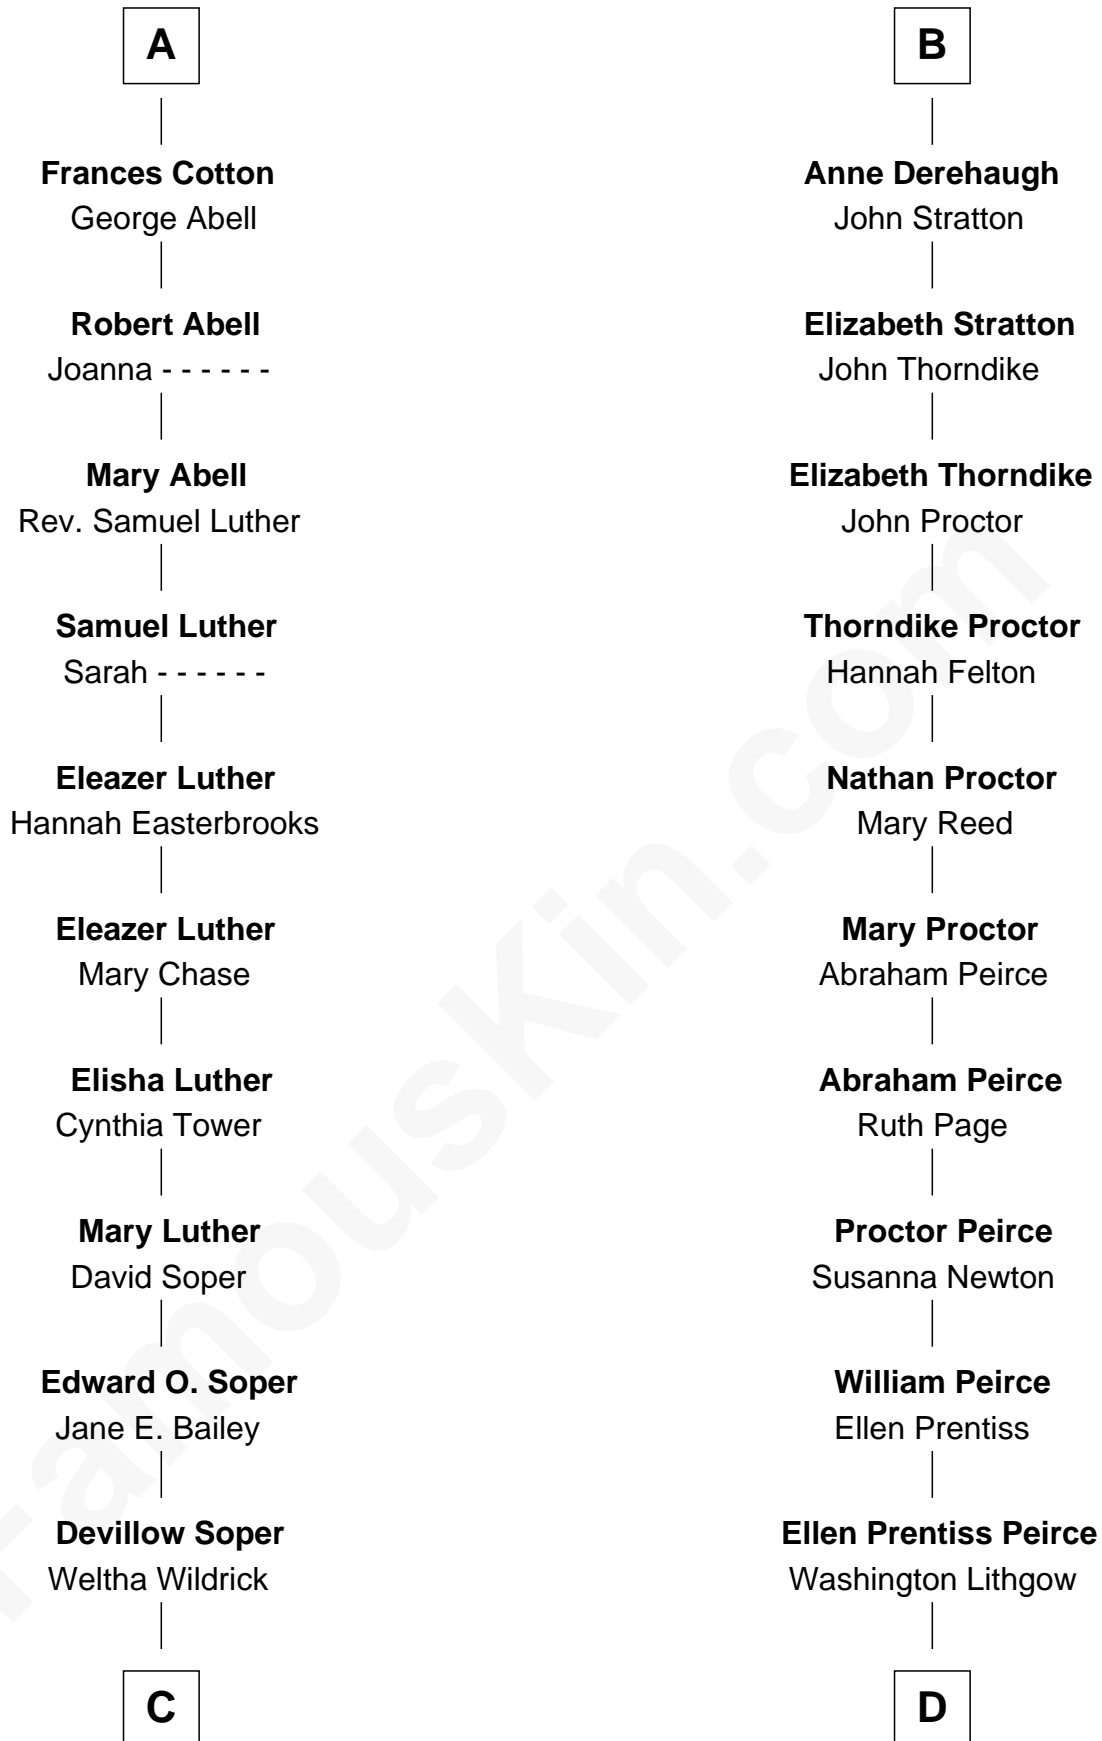 A
Frances Cotton
George Abell
Robert Abell
Joanna - - - - - -
Mary Abell
Rev. Samuel Luther
Samuel Luther
Sarah - - - - - -
Eleazer Luther
Hannah Easterbrooks
Eleazer Luther
Mary Chase
Elisha Luther
Cynthia Tower
Mary Luther
David Soper
Edward O. Soper
Jane E. Bailey
Devillow Soper
Weltha Wildrick
C
B
Anne Derehaugh
John Stratton
Elizabeth Stratton
John Thorndike
Elizabeth Thorndike
John Proctor
Thorndike Proctor
Hannah Felton
Nathan Proctor
Mary Reed
Mary Proctor
Abraham Peirce
Abraham Peirce
Ruth Page
Proctor Peirce
Susanna Newton
William Peirce
Ellen Prentiss
Ellen Prentiss Peirce
Washington Lithgow
D
FamousKin.com